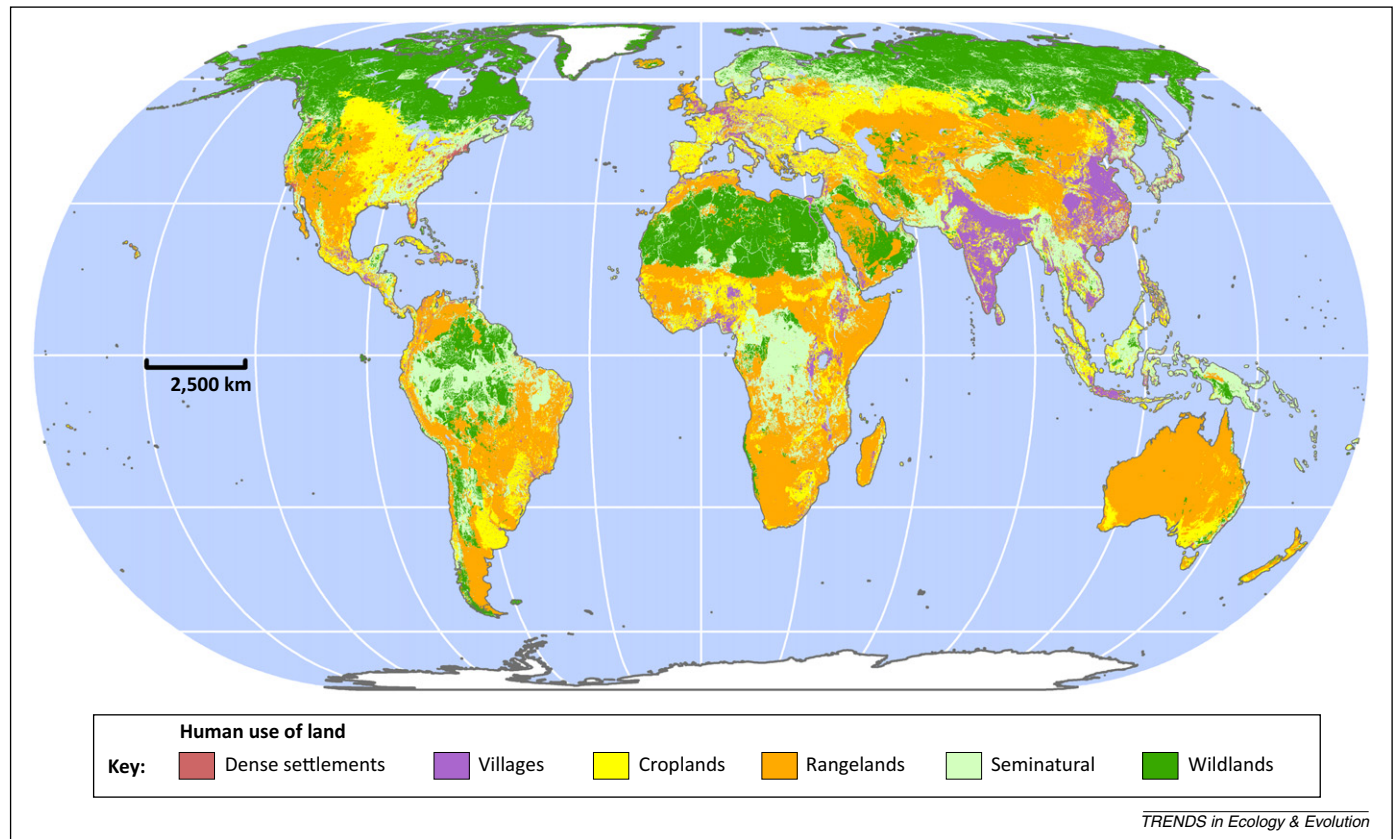 2,500 km
Human use of land
Key: Dense settlements Villages Croplands Rangelands Seminatural Wildlands
TRENDS in Ecology & Evolution